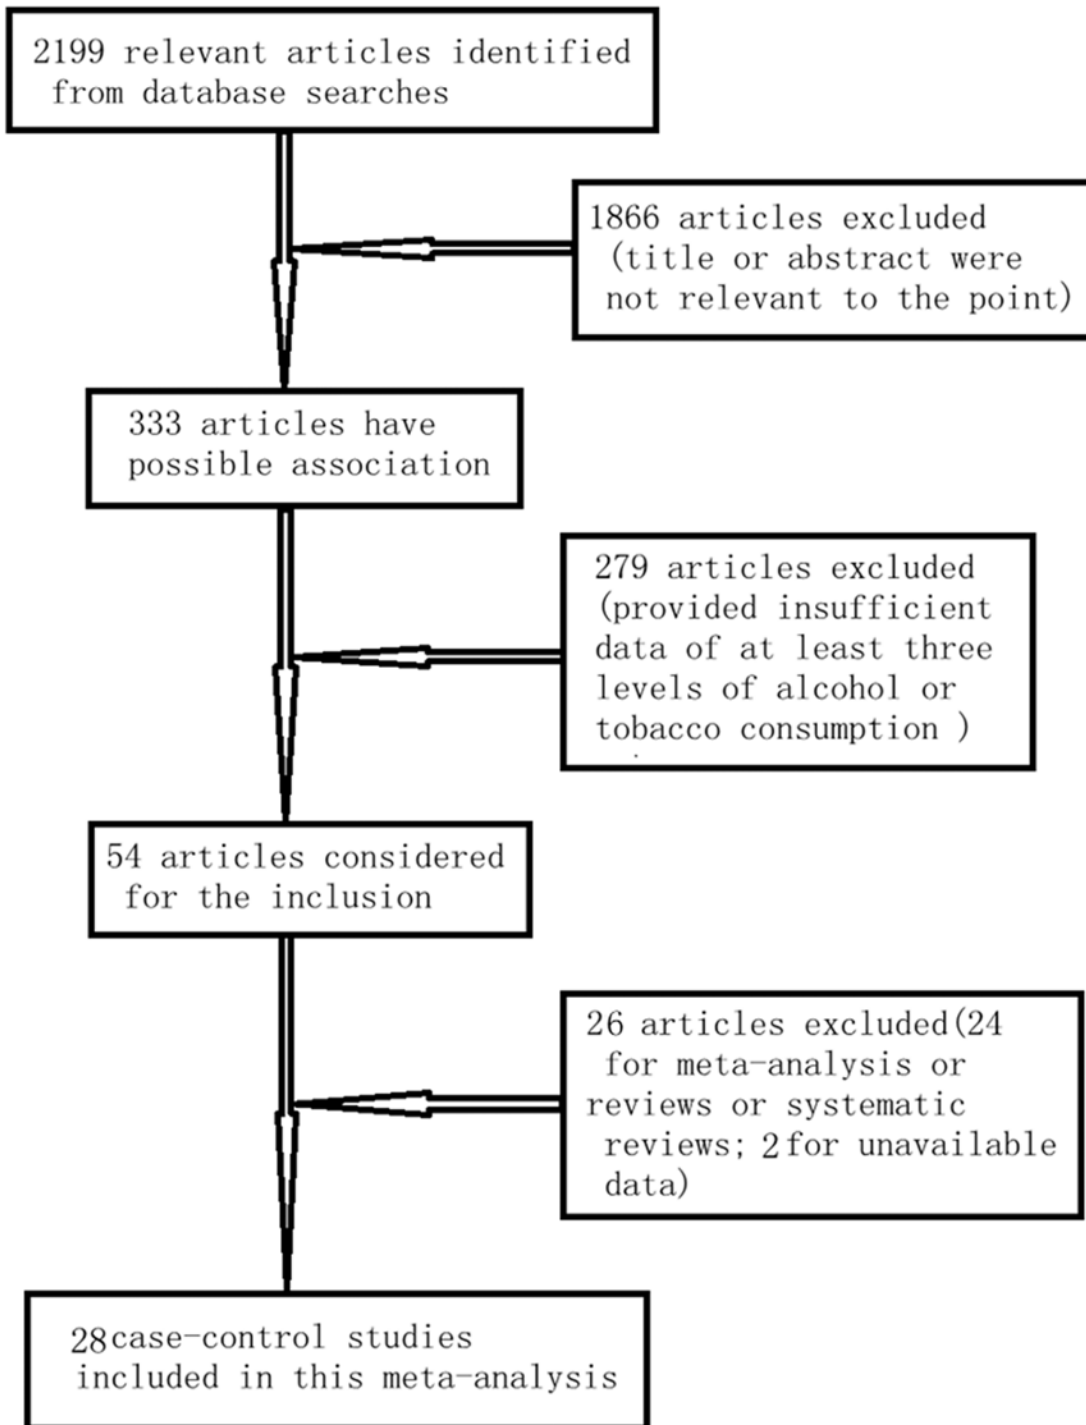 2199 relevant articles identified
from database searches
1866 articles excluded
(title or abstract were
not relevant to the point)
333 articles have
possible association
279 articles excluded
(provided insufficient
data of at least three
levels of alcohol or
tobacco consumption )
54 articles considered
for the inclusion
26 articles excluded(24
for meta-analysis or
reviews or systematic
reviews; 2 for unavailable
data)
28 case-control studies
included in this meta-analysis